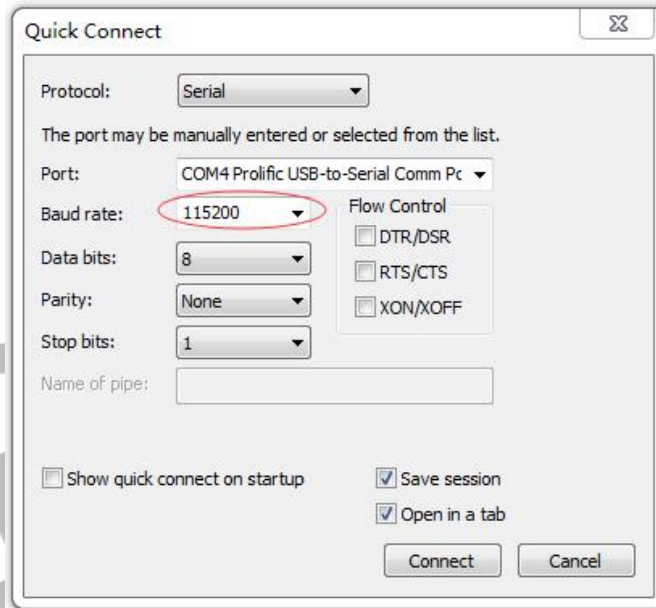 Quick Connect
Protocol: Serial
The port may be manually entered or selected from the list.
Port: COM4 Prolific USB-to-Serial Comm Pc
Baud rate: 115200
Flow Control
DTR/DSR
Data bits: 8
RTS/CTS
Parity: None
XON/XOFF
Stop bits: 1
Name of pipe:
Show quick connect on startup
Save session
Open in a tab
Connect
Cancel